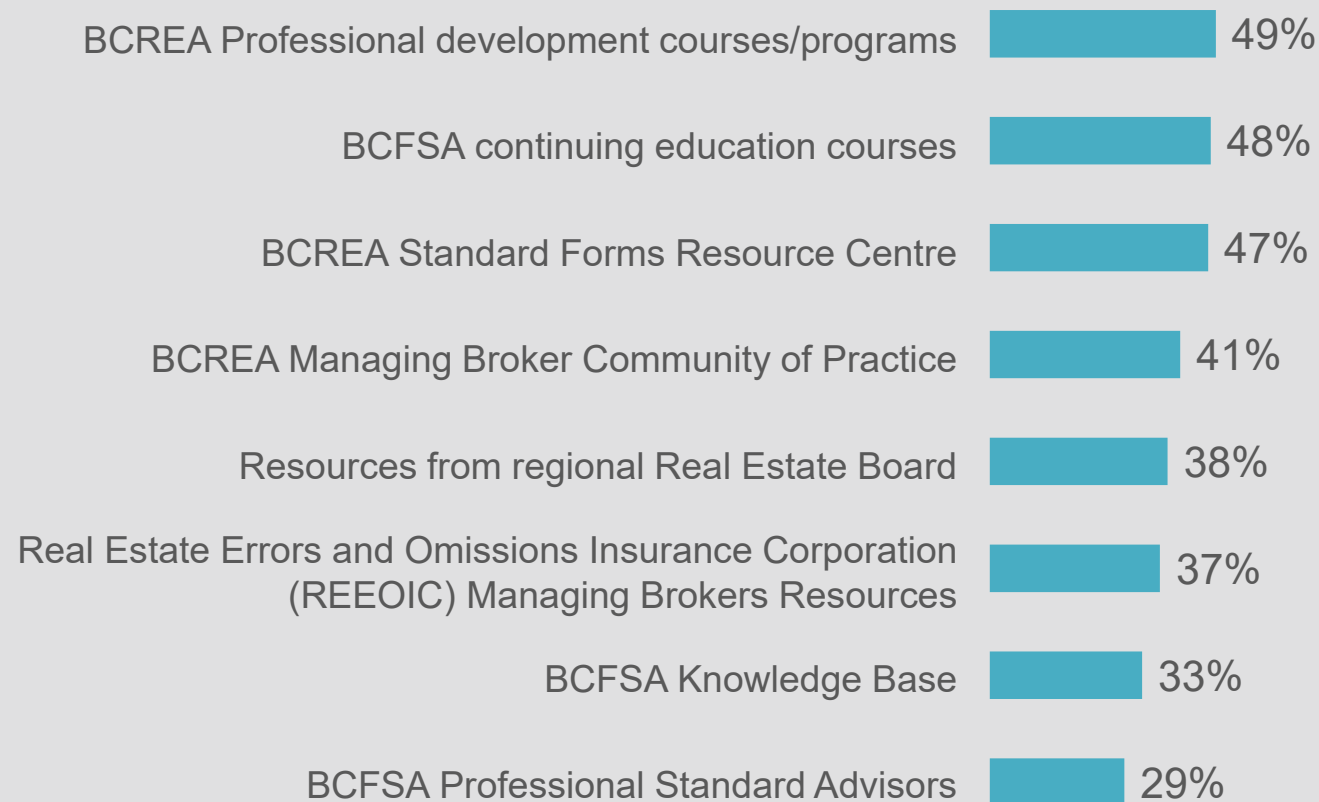 BCREA Professional development courses/programs 49%
BCFSA continuing education courses 48%
BCREA Standard Forms Resource Centre 47%
BCREA Managing Broker Community of Practice 41%
Resources from regional Real Estate Board 38%
Real Estate Errors and Omissions Insurance Corporation
(REEOIC) Managing Brokers Resources 37%
BCFSA Knowledge Base 33%
BCFSA Professional Standard Advisors 29%